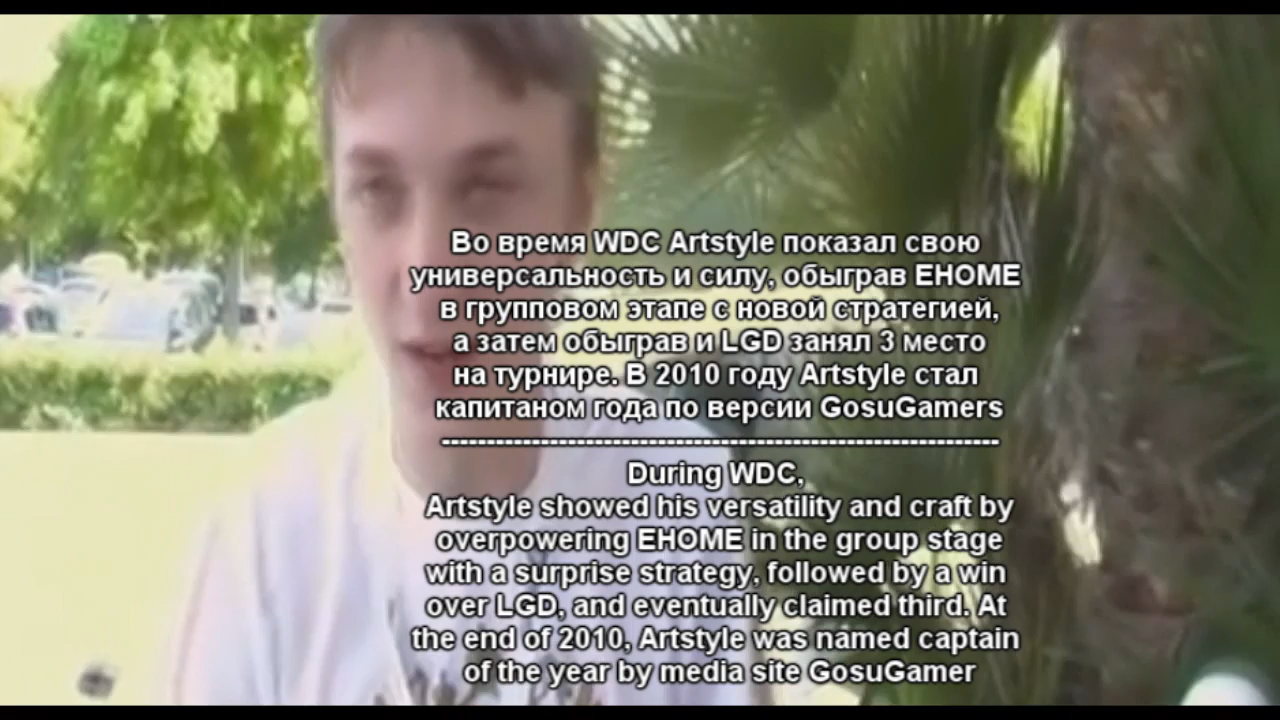 Во время WDC Artstyle показал свою
универсальность и силу, обыграв EHOME
в групповом этапе с новой стратегией,
а затем обыграв и LGD занял 3 место
на турнире. В 2010 году Artstyle стал
капитаном года по версии GosuGamers
--------------------------------------------------------------
During WDC,
Artstyle showed his versatility and craft by
overpowering EHOME in the group stage
with a surprise strategy, followed by a win
over LGD, and eventually claimed third. At
the end of 2010, Artstyle was named captain
of the year by media site GosuGamer